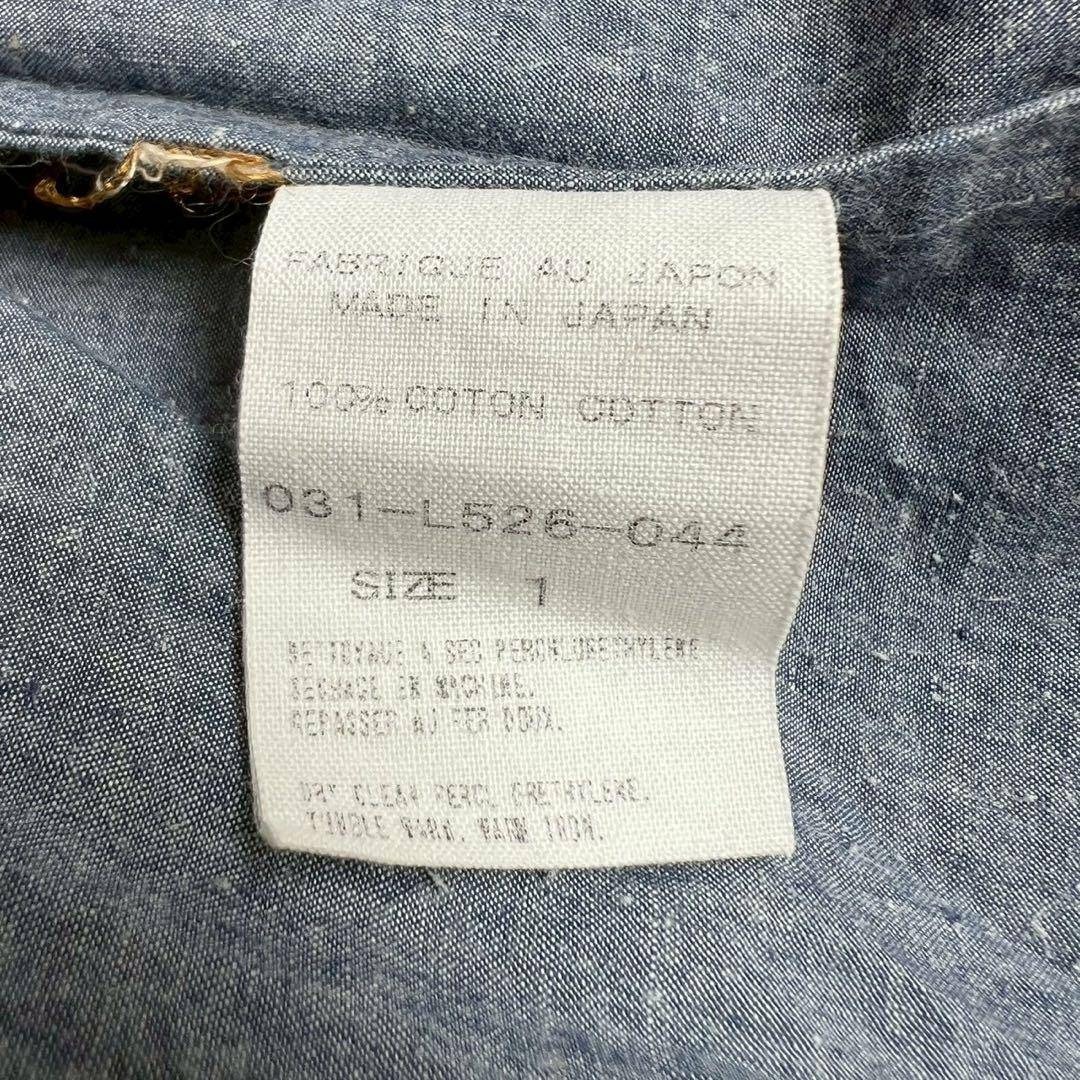 FABRIQUE AU JAPON
MADE IN JAPAN
100% COTON COTTON
031-L526-044
SIZE 1
NETTOYAGE A SEC PERCHLORETHYLENE
SECHAGE EN MACHINE.
REPASSER AU FER DOUX.
DRY CLEAN PERCLORETHYLENE.
TUMBLE WARM. WARM IRON.